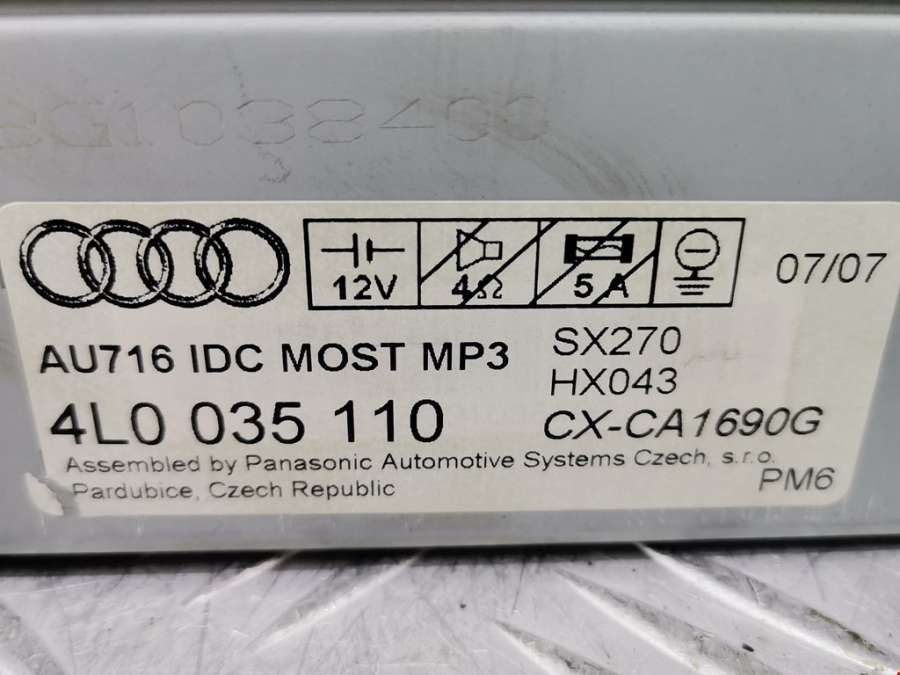 12V
4Ω
5 A
07/07
AU716 IDC MOST MP3
SX270
HX043
4L0 035 110
CX-CA1690G
Assembled by Panasonic Automotive Systems Czech, s.r.o.
Pardubice, Czech Republic
PM6